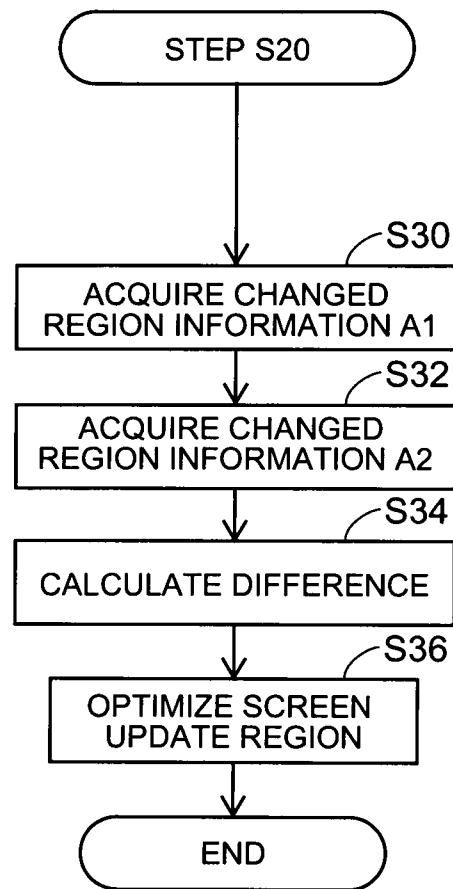 STEP S20
S30
ACQUIRE CHANGED
REGION INFORMATION A1
S32
ACQUIRE CHANGED
REGION INFORMATION A2
S34
CALCULATE DIFFERENCE
S36
OPTIMIZE SCREEN
UPDATE REGION
END